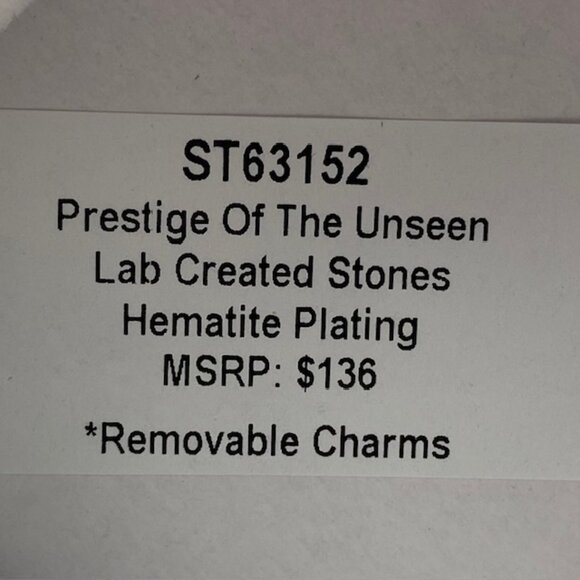 ST63152
Prestige Of The Unseen
Lab Created Stones
Hematite Plating
MSRP: $136
*Removable Charms